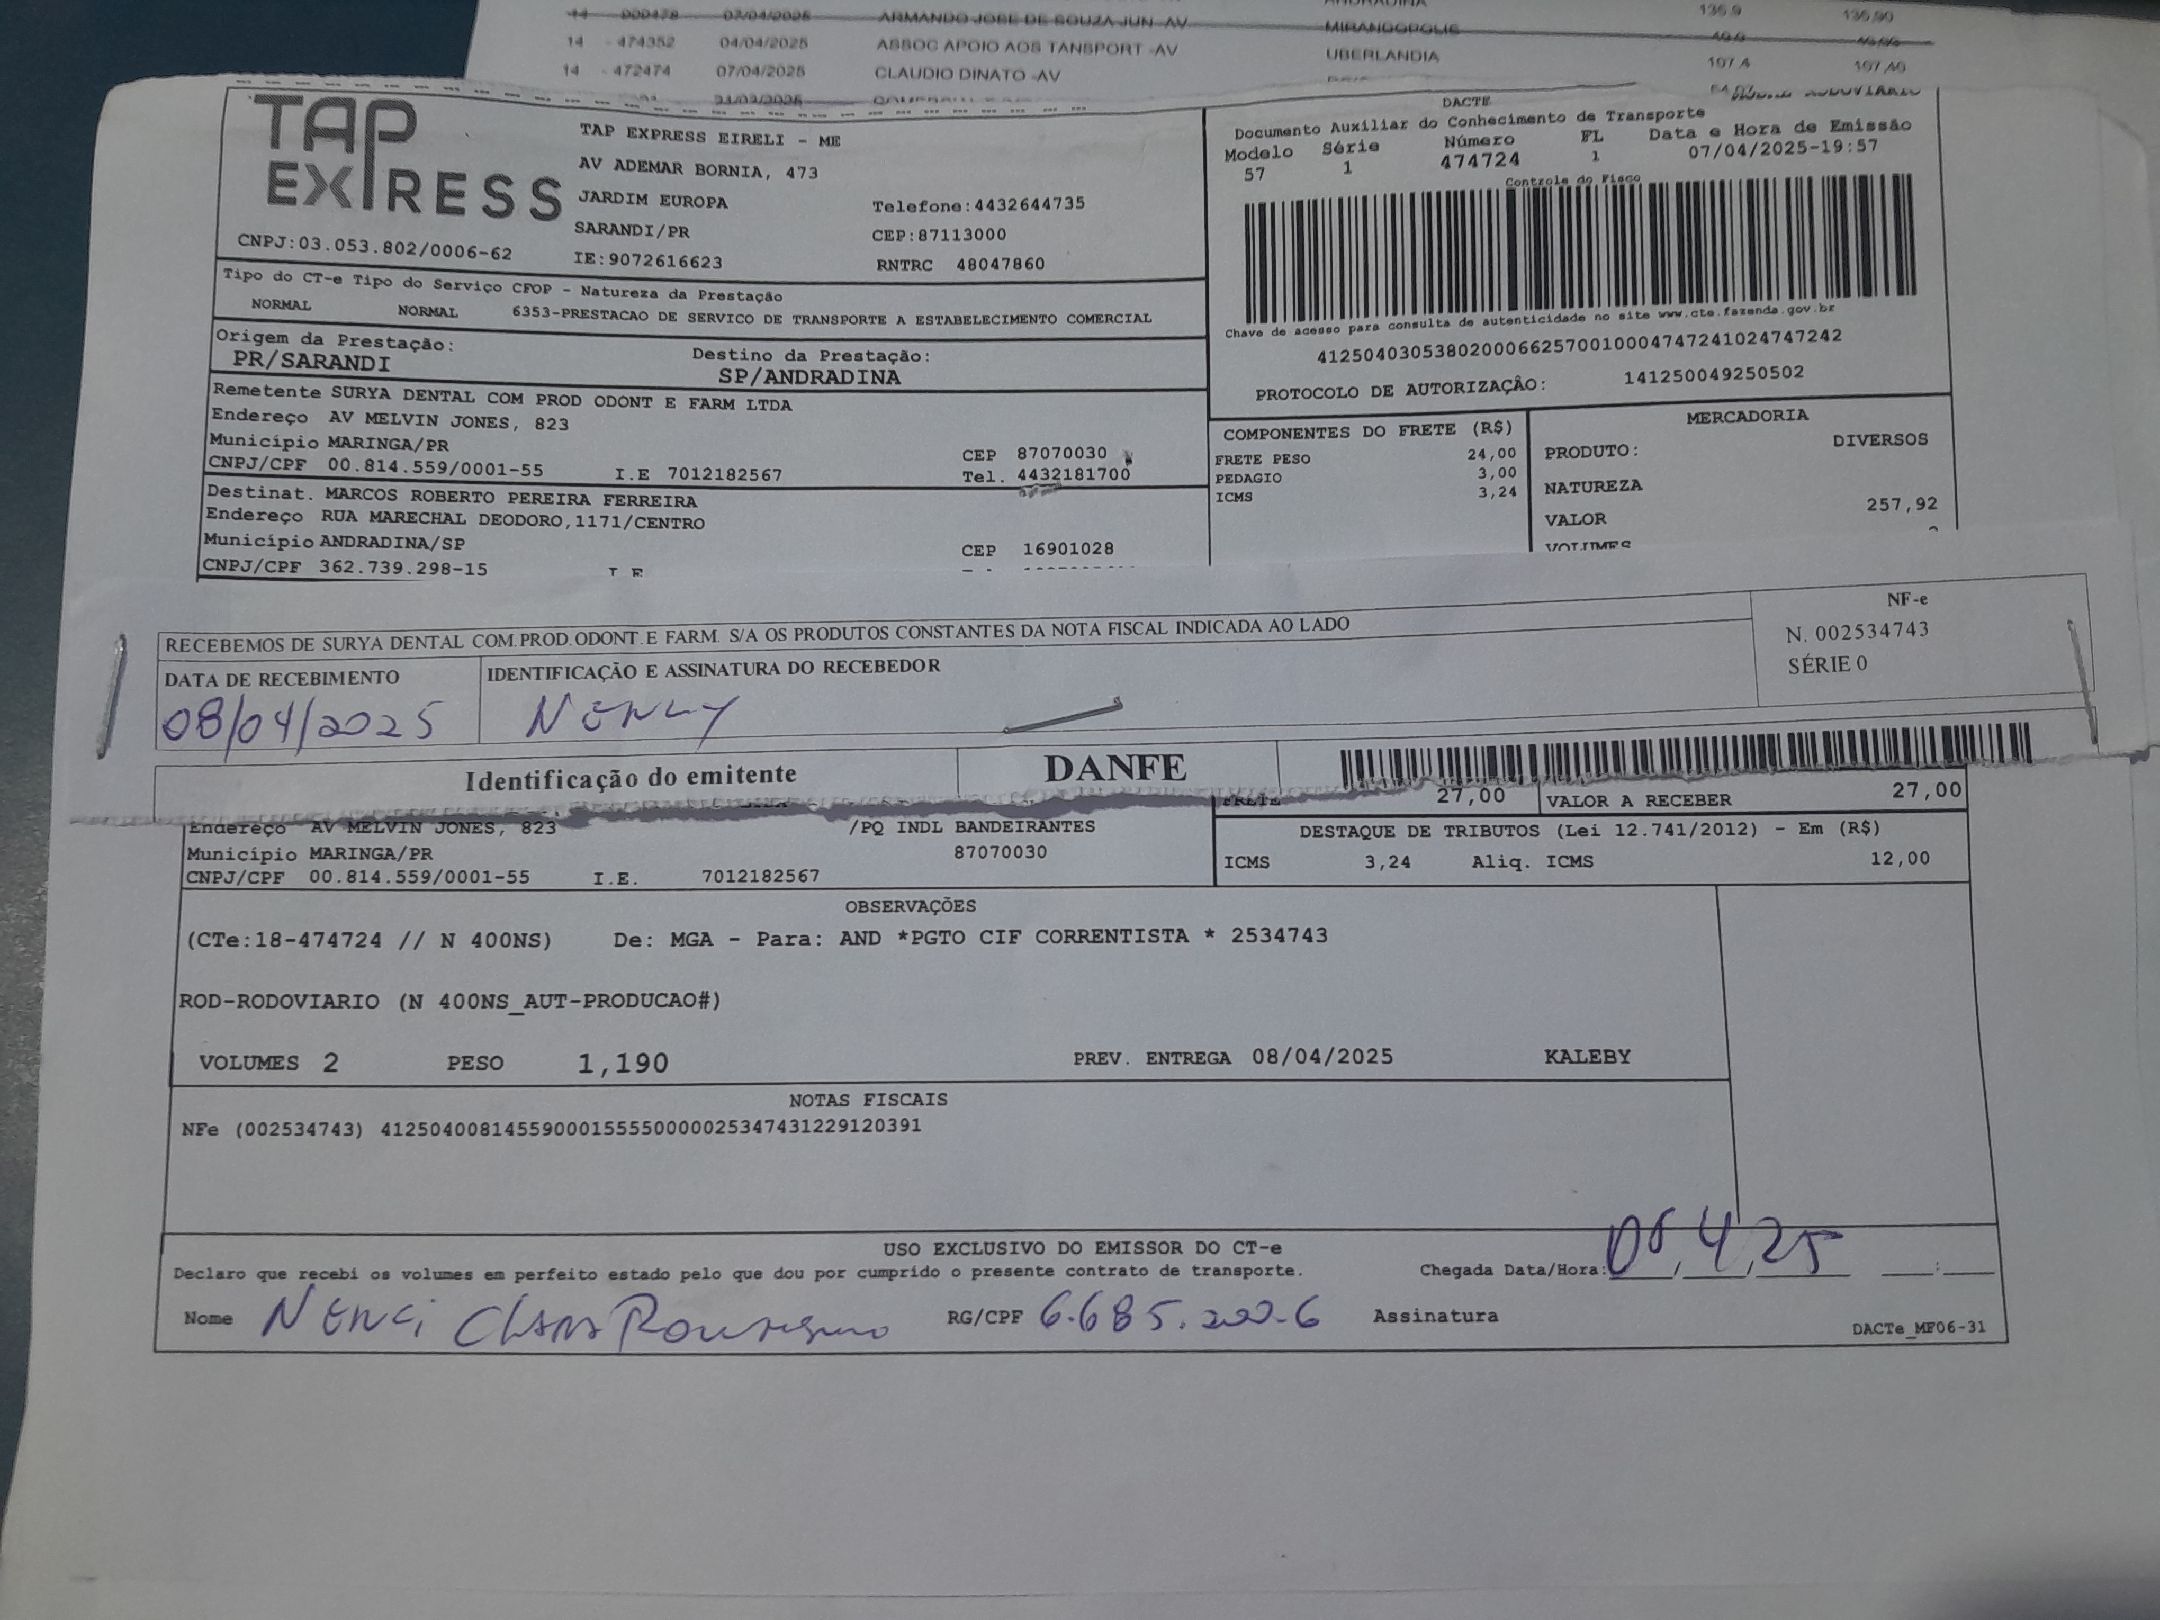 14 - 474352 04/04/2025 ASSOC APOIO AOS TANSPORT -AV UBERLANDIA
14 - 472474 07/04/2025 CLAUDIO DINATO -AV
TAP EXPRESS
CNPJ:03.053.802/0006-62
TAP EXPRESS EIRELI - ME
AV ADEMAR BORNIA, 473
JARDIM EUROPA Telefone:4432644735
SARANDI/PR CEP:87113000
IE:9072616623 RNTRC 48047860
DACTE
Documento Auxiliar do Conhecimento de Transporte
Modelo Série Número FL Data e Hora de Emissão
57 1 474724 1 07/04/2025-19:57
Controle do Fisco
Chave de acesso para consulta de autenticidade no site www.cte.fazenda.gov.br
41250403053802000662570010004747241024747242
PROTOCOLO DE AUTORIZAÇÃO: 141250049250502
Tipo do CT-e Tipo do Serviço CFOP - Natureza da Prestação
NORMAL NORMAL 6353-PRESTACAO DE SERVICO DE TRANSPORTE A ESTABELECIMENTO COMERCIAL
Origem da Prestação: Destino da Prestação:
PR/SARANDI SP/ANDRADINA
Remetente SURYA DENTAL COM PROD ODONT E FARM LTDA
Endereço AV MELVIN JONES, 823
Município MARINGA/PR CEP 87070030
CNPJ/CPF 00.814.559/0001-55 I.E 7012182567 Tel. 4432181700
Destinat. MARCOS ROBERTO PEREIRA FERREIRA
Endereço RUA MARECHAL DEODORO,1171/CENTRO
Município ANDRADINA/SP CEP 16901028
CNPJ/CPF 362.739.298-15 I E
COMPONENTES DO FRETE (R$)
FRETE PESO 24,00
PEDAGIO 3,00
ICMS 3,24
MERCADORIA
PRODUTO: DIVERSOS
NATUREZA
VALOR 257,92
VOLUMES
RECEBEMOS DE SURYA DENTAL COM.PROD.ODONT.E FARM. S/A OS PRODUTOS CONSTANTES DA NOTA FISCAL INDICADA AO LADO
NF-e
N. 002534743
SÉRIE 0
DATA DE RECEBIMENTO IDENTIFICAÇÃO E ASSINATURA DO RECEBEDOR
08/04/2025
Identificação do emitente DANFE
FRETE 27,00 VALOR A RECEBER 27,00
Endereço AV MELVIN JONES, 823 /PQ INDL BANDEIRANTES
Município MARINGA/PR 87070030
CNPJ/CPF 00.814.559/0001-55 I.E. 7012182567
DESTAQUE DE TRIBUTOS (Lei 12.741/2012) - Em (R$)
ICMS 3,24 Aliq. ICMS 12,00
OBSERVAÇÕES
(CTe:18-474724 // N 400NS) De: MGA - Para: AND *PGTO CIF CORRENTISTA * 2534743
ROD-RODOVIARIO (N 400NS_AUT-PRODUCAO#)
VOLUMES 2 PESO 1,190 PREV. ENTREGA 08/04/2025 KALEBY
NOTAS FISCAIS
NFe (002534743) 41250400814559000155550000025347431229120391
USO EXCLUSIVO DO EMISSOR DO CT-e
Declaro que recebi os volumes em perfeito estado pelo que dou por cumprido o presente contrato de transporte. Chegada Data/Hora:
Nome RG/CPF Assinatura
DACTe_MF06-31